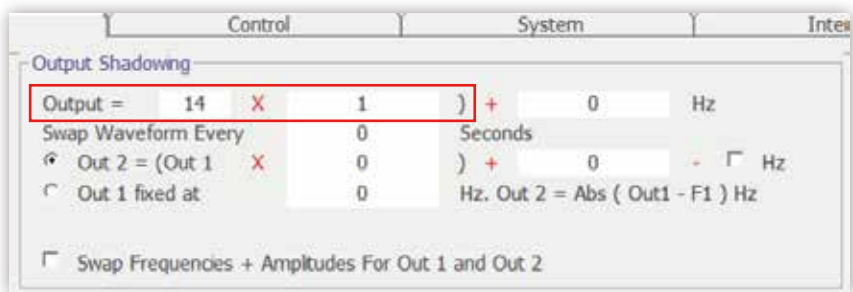 Control System Inte
Output Shadowing
Output = 14 X 1 ) + 0 Hz
Swap Waveform Every 0 Seconds
Out 2 = (Out 1 X 0 ) + 0 - Hz
Out 1 fixed at 0 Hz. Out 2 = Abs ( Out1 - F1 ) Hz
Swap Frequencies + Amplitudes For Out 1 and Out 2